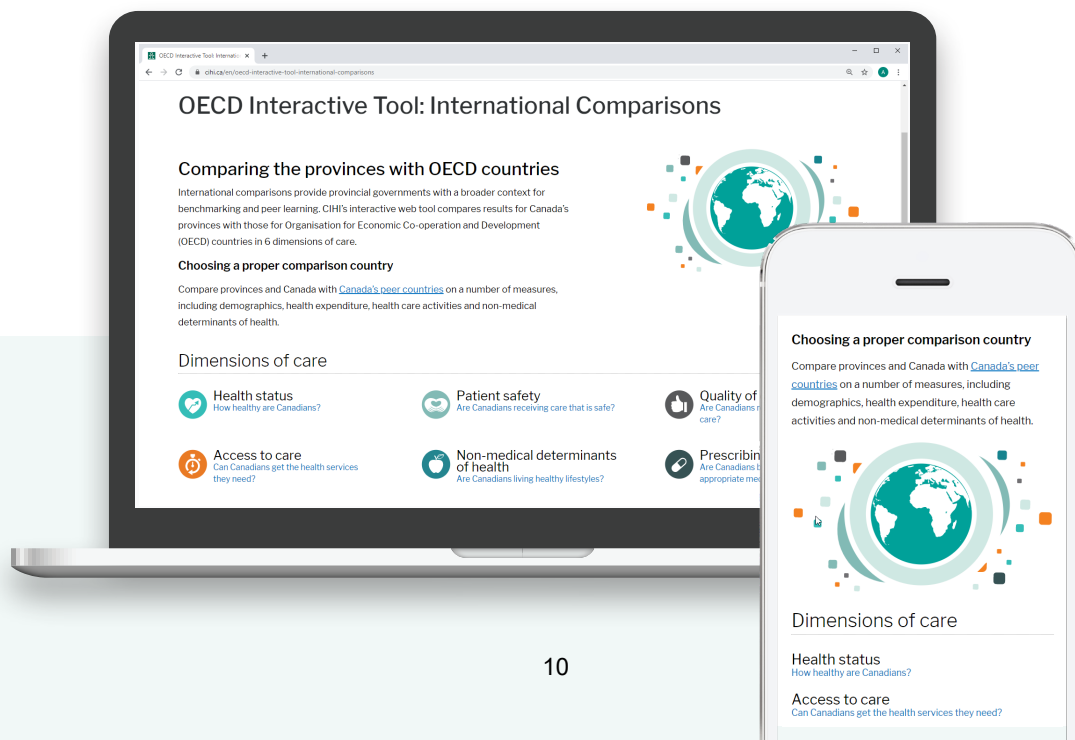 OECD Interactive Tool: Internatio
cihi.ca/en/oecd-interactive-tool-international-comparisons
A
OECD Interactive Tool: International Comparisons
Comparing the provinces with OECD countries
International comparisons provide provincial governments with a broader context for
benchmarking and peer learning. CIHI's interactive web tool compares results for Canada's
provinces with those for Organisation for Economic Co-operation and Development
(OECD) countries in 6 dimensions of care.
Choosing a proper comparison country
Compare provinces and Canada with Canada's peer countries on a number of measures,
including demographics, health expenditure, health care activities and non-medical
determinants of health.
Dimensions of care
Health status
How healthy are Canadians?
Patient safety
Are Canadians receiving care that is safe?
Quality of
Are Canadians
care?
Access to care
Can Canadians get the health services
they need?
Non-medical determinants
of health
Are Canadians living healthy lifestyles?
Prescribin
Are Canadians
appropriate
Choosing a proper comparison country
Compare provinces and Canada with Canada's peer
countries on a number of measures, including
demographics, health expenditure, health care
activities and non-medical determinants of health.
Dimensions of care
Health status
How healthy are Canadians?
Access to care
Can Canadians get the health services they need?
10